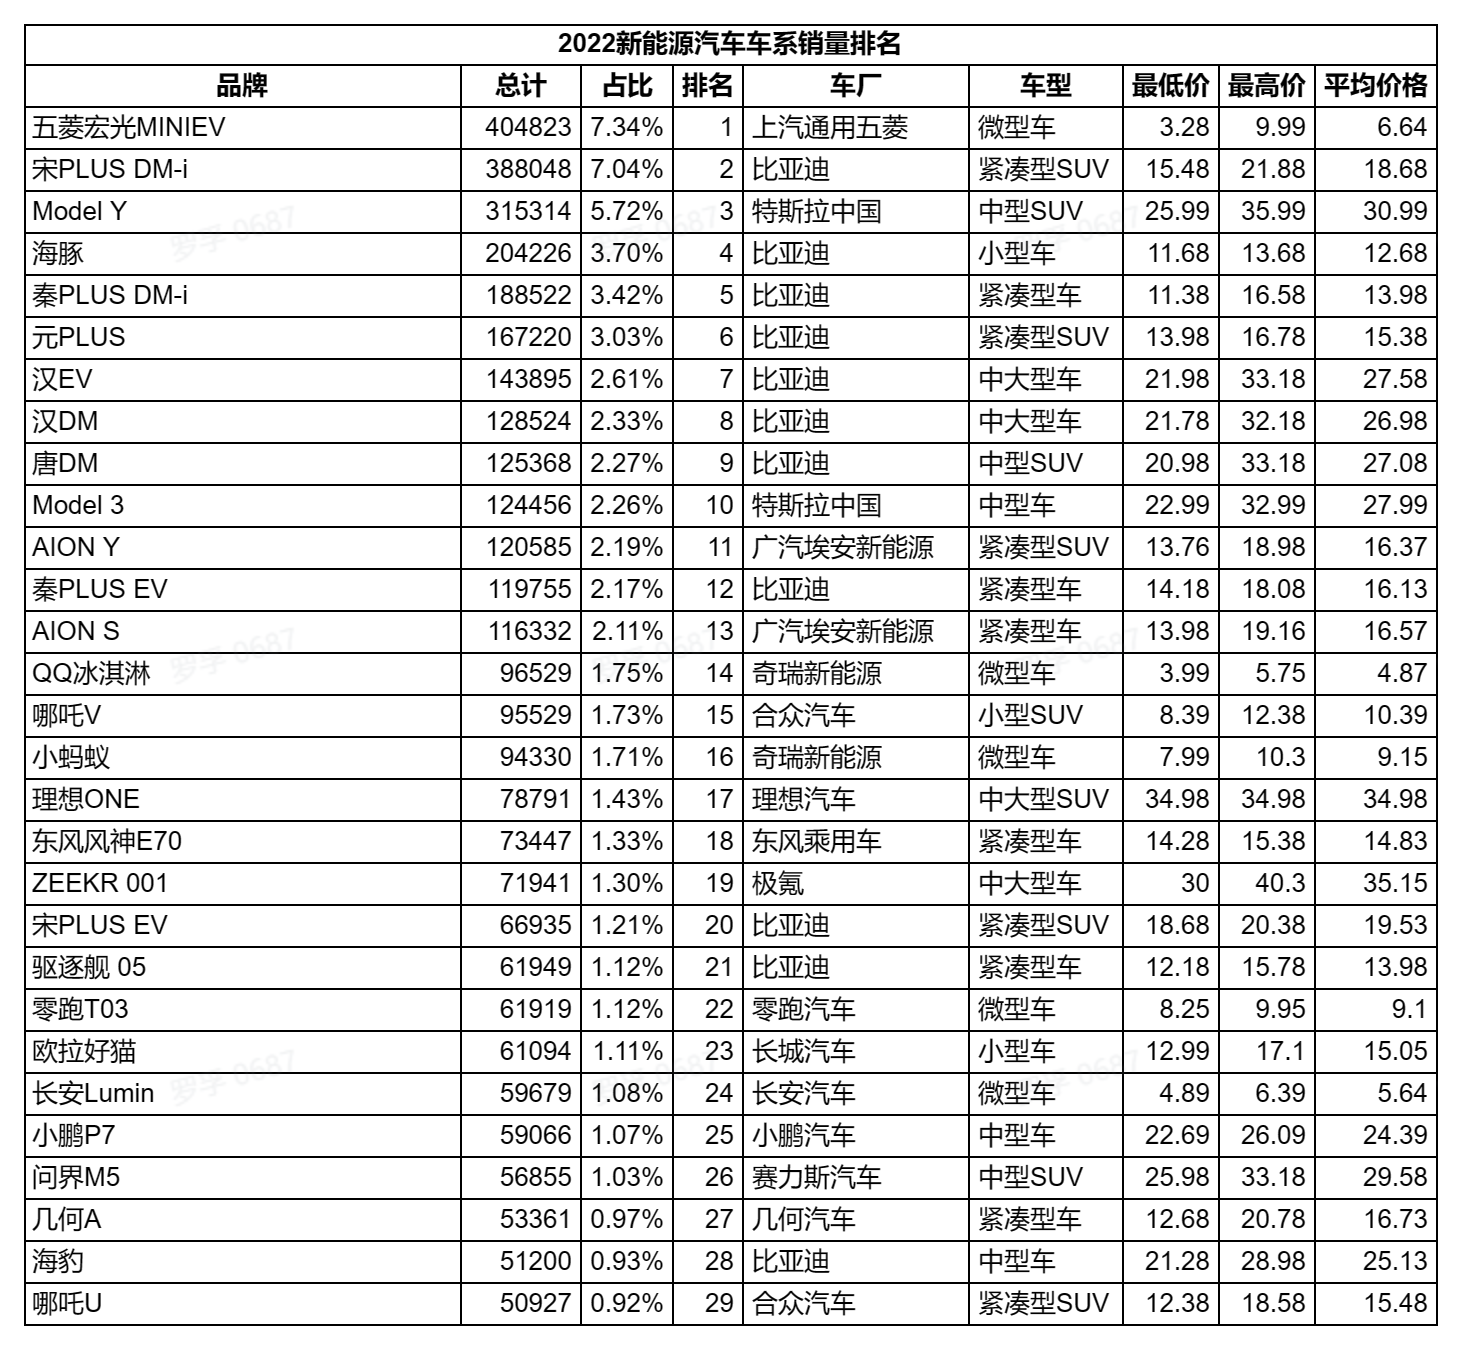 2022新能源汽车车系销量排名
品牌 总计 占比 排名 车厂 车型 最低价 最高价 平均价格
五菱宏光MINIEV 404823 7.34% 1 上汽通用五菱 微型车 3.28 9.99 6.64
宋PLUS DM-i 388048 7.04% 2 比亚迪 紧凑型SUV 15.48 21.88 18.68
Model Y 315314 5.72% 3 特斯拉中国 中型SUV 25.99 35.99 30.99
海豚 204226 3.70% 4 比亚迪 小型车 11.68 13.68 12.68
秦PLUS DM-i 188522 3.42% 5 比亚迪 紧凑型车 11.38 16.58 13.98
元PLUS 167220 3.03% 6 比亚迪 紧凑型SUV 13.98 16.78 15.38
汉EV 143895 2.61% 7 比亚迪 中大型车 21.98 33.18 27.58
汉DM 128524 2.33% 8 比亚迪 中大型车 21.78 32.18 26.98
唐DM 125368 2.27% 9 比亚迪 中型SUV 20.98 33.18 27.08
Model 3 124456 2.26% 10 特斯拉中国 中型车 22.99 32.99 27.99
AION Y 120585 2.19% 11 广汽埃安新能源 紧凑型SUV 13.76 18.98 16.37
秦PLUS EV 119755 2.17% 12 比亚迪 紧凑型车 14.18 18.08 16.13
AION S 116332 2.11% 13 广汽埃安新能源 紧凑型车 13.98 19.16 16.57
QQ冰淇淋 96529 1.75% 14 奇瑞新能源 微型车 3.99 5.75 4.87
哪吒V 95529 1.73% 15 合众汽车 小型SUV 8.39 12.38 10.39
小蚂蚁 94330 1.71% 16 奇瑞新能源 微型车 7.99 10.3 9.15
理想ONE 78791 1.43% 17 理想汽车 中大型SUV 34.98 34.98 34.98
东风风神E70 73447 1.33% 18 东风乘用车 紧凑型车 14.28 15.38 14.83
ZEEKR 001 71941 1.30% 19 极氪 中大型车 30 40.3 35.15
宋PLUS EV 66935 1.21% 20 比亚迪 紧凑型SUV 18.68 20.38 19.53
驱逐舰 05 61949 1.12% 21 比亚迪 紧凑型车 12.18 15.78 13.98
零跑T03 61919 1.12% 22 零跑汽车 微型车 8.25 9.95 9.1
欧拉好猫 61094 1.11% 23 长城汽车 小型车 12.99 17.1 15.05
长安Lumin 59679 1.08% 24 长安汽车 微型车 4.89 6.39 5.64
小鹏P7 59066 1.07% 25 小鹏汽车 中型车 22.69 26.09 24.39
问界M5 56855 1.03% 26 赛力斯汽车 中型SUV 25.98 33.18 29.58
几何A 53361 0.97% 27 几何汽车 紧凑型车 12.68 20.78 16.73
海豹 51200 0.93% 28 比亚迪 中型车 21.28 28.98 25.13
哪吒U 50927 0.92% 29 合众汽车 紧凑型SUV 12.38 18.58 15.48